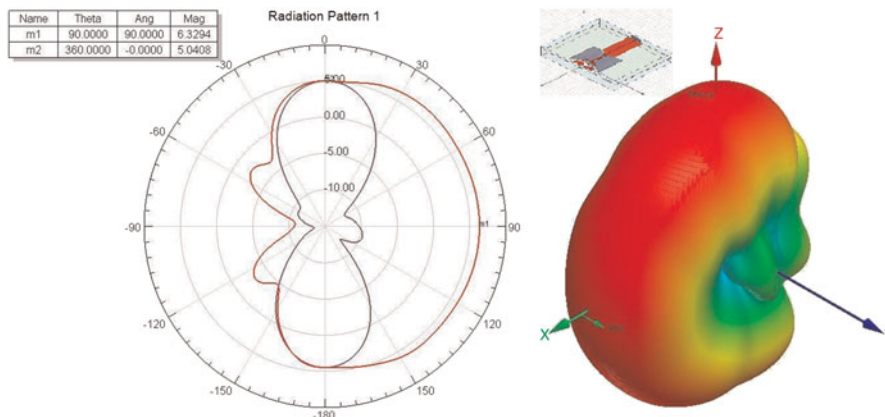 Name Theta Ang Mag
m1 90.0000 90.0000 6.3294
m2 360.0000 -0.0000 5.0408
Radiation Pattern 1
0
-30 30
-60 60
-90 90
-120 120
-150 150
-180
0.00
-5.00
-10.00
m1
Z
X